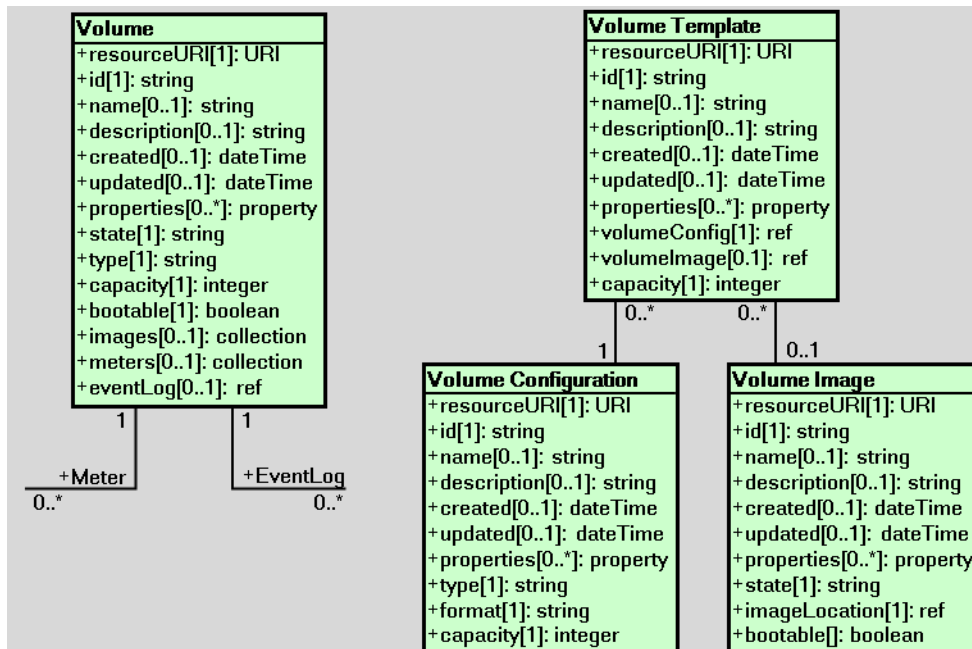 Volume
+resourceURI[1]: URI
+id[1]: string
+name[0..1]: string
+description[0..1]: string
+created[0..1]: dateTime
+updated[0..1]: dateTime
+properties[0..*]: property
+state[1]: string
+type[1]: string
+capacity[1]: integer
+bootable[1]: boolean
+images[0..1]: collection
+meters[0..1]: collection
+eventLog[0..1]: ref
1
1
+Meter
0..*
+EventLog
0..*
Volume Template
+resourceURI[1]: URI
+id[1]: string
+name[0..1]: string
+description[0..1]: string
+created[0..1]: dateTime
+updated[0..1]: dateTime
+properties[0..*]: property
+volumeConfig[1]: ref
+volumeImage[0.1]: ref
+capacity[1]: integer
0..*
0..*
1
0..1
Volume Configuration
+resourceURI[1]: URI
+id[1]: string
+name[0..1]: string
+description[0..1]: string
+created[0..1]: dateTime
+updated[0..1]: dateTime
+properties[0..*]: property
+type[1]: string
+format[1]: string
+capacity[1]: integer
Volume Image
+resourceURI[1]: URI
+id[1]: string
+name[0..1]: string
+description[0..1]: string
+created[0..1]: dateTime
+updated[0..1]: dateTime
+properties[0..*]: property
+state[1]: string
+imageLocation[1]: ref
+bootable[]: boolean